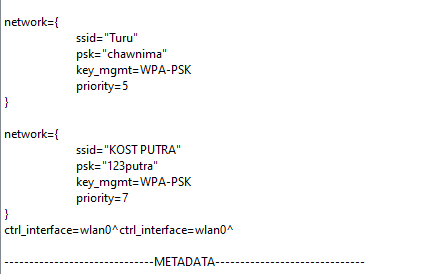 network={
ssid="Turu"
psk="chawnima"
key_mgmt=WPA-PSK
priority=5
}
network={
ssid="KOST PUTRA"
psk="123putra"
key_mgmt=WPA-PSK
priority=7
}
ctrl_interface=wlan0^ctrl_interface=wlan0^
------------------------------METADATA------------------------------